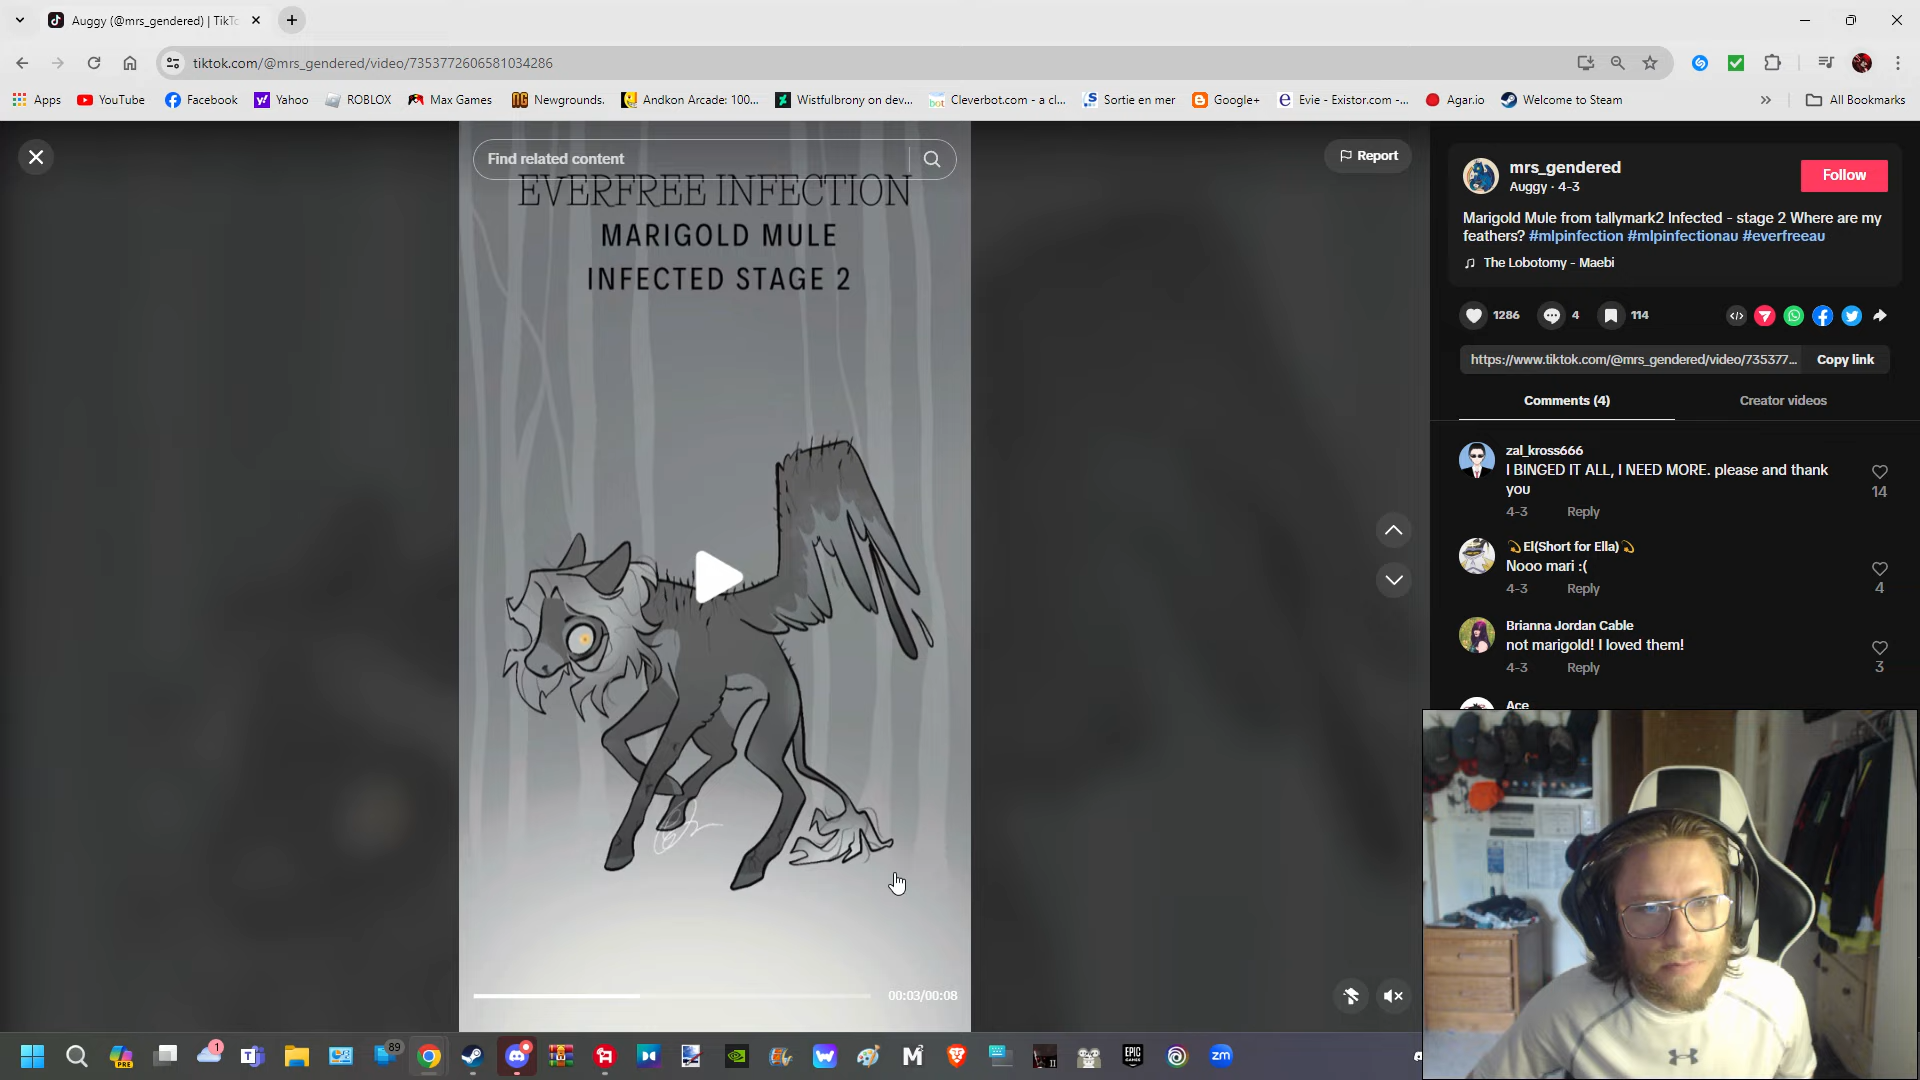 Auggy (@mrs_gendered) | TikTo
tiktok.com/@mrs_gendered/video/7353772606581034286
Apps
YouTube
Facebook
Yahoo
ROBLOX
Max Games
Newgrounds.
Andkon Arcade: 100...
Wistfulbrony on dev...
Cleverbot.com - a cl...
Sortie en mer
Google+
Evie - Existor.com -...
Agar.io
Welcome to Steam
All Bookmarks
Find related content
EVERFREE INFECTION
MARIGOLD MULE
INFECTED STAGE 2
00:03/00:08
Report
mrs_gendered
Auggy · 4-3
Follow
Marigold Mule from tallymark2 Infected - stage 2 Where are my
feathers? #mlpinfection #mlpinfectionau #everfreeau
The Lobotomy - Maebi
1286
4
114
https://www.tiktok.com/@mrs_gendered/video/735377...
Copy link
Comments (4)
Creator videos
zal_kross666
I BINGED IT ALL, I NEED MORE. please and thank
you
14
4-3
Reply
El(Short for Ella)
Nooo mari :(
4
4-3
Reply
Brianna Jordan Cable
not marigold! I loved them!
3
4-3
Reply
Ace
1
89
EPIC
GAMES
zm